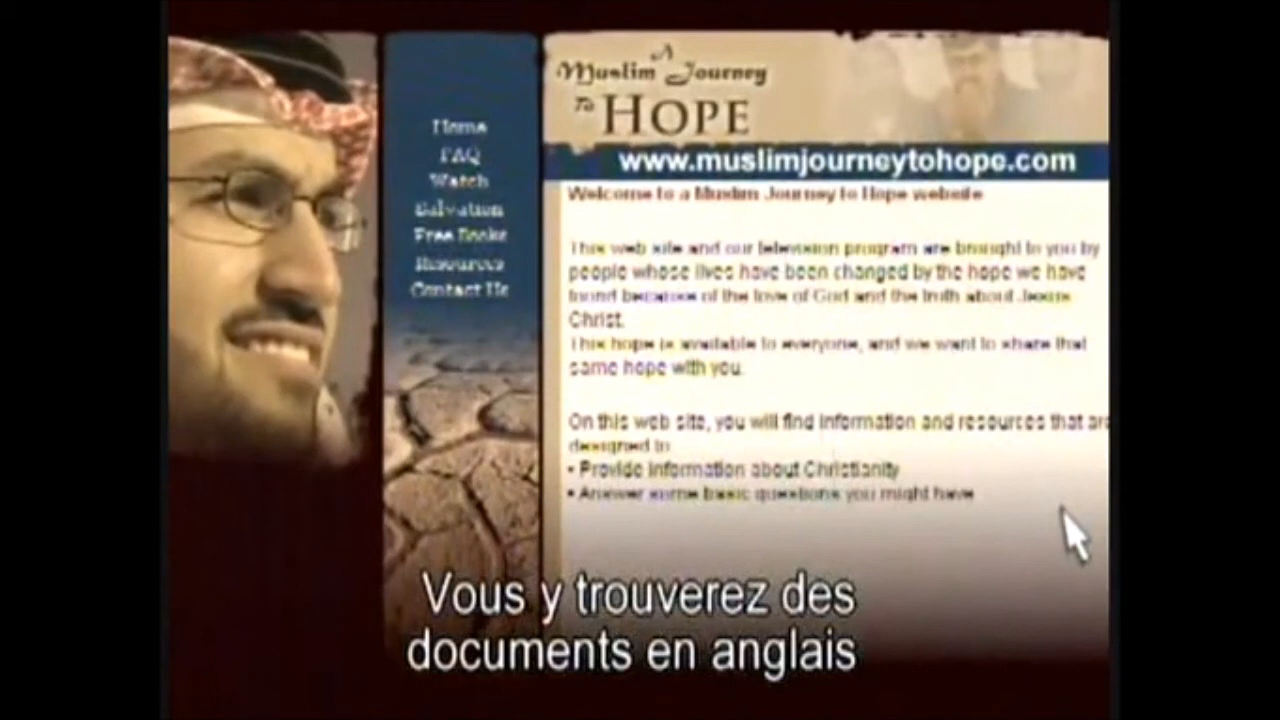 A
Muslim Journey
To HOPE
www.muslimjourneytohope.com
Home
FAQ
Watch
Salvation
Free Books
Resources
Contact Us
Welcome to a Muslim Journey to Hope website
This web site and our television program are brought to you by
people whose lives have been changed by the hope we have
found because of the love of God and the truth about Jesus
Christ.
This hope is available to everyone, and we want to share that
same hope with you.
On this web site, you will find information and resources that are
designed to
• Provide information about Christianity
• Answer some basic questions you might have
Vous y trouverez des
documents en anglais